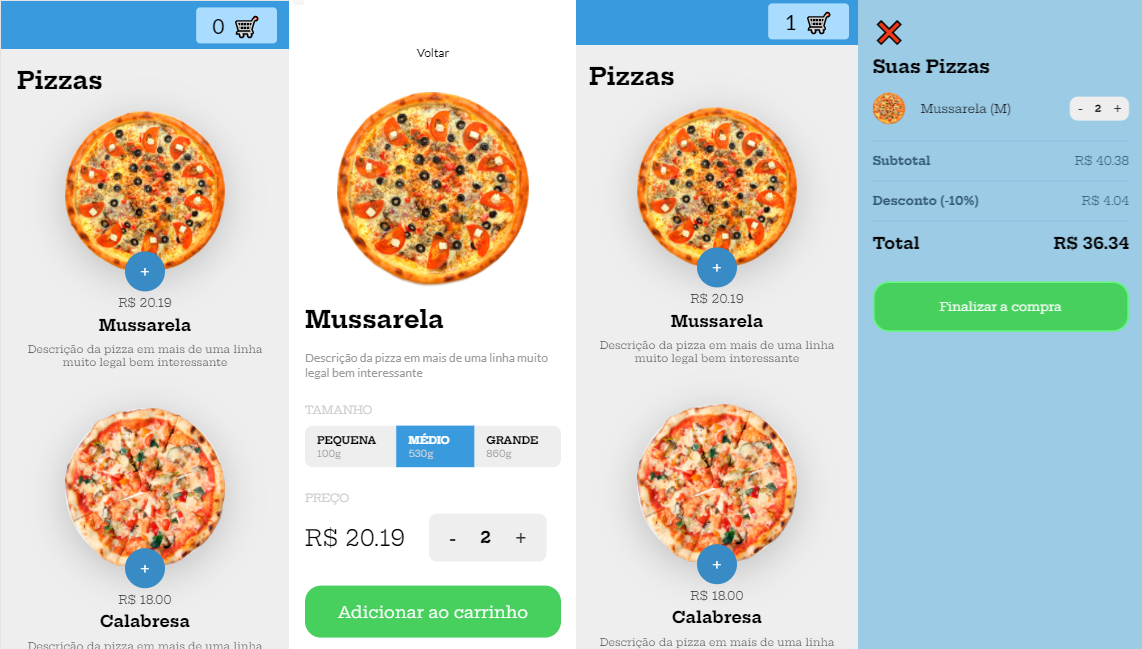 0
Pizzas
+
R$ 20.19
Mussarela
Descrição da pizza em mais de uma linha
muito legal bem interessante
+
R$ 18.00
Calabresa
Descrição da pizza em mais de uma linha
Voltar
Mussarela
Descrição da pizza em mais de uma linha muito
legal bem interessante
TAMANHO
PEQUENA MÉDIO GRANDE
100g 530g 860g
PREÇO
R$ 20.19 - 2 +
Adicionar ao carrinho
1
Pizzas
+
R$ 20.19
Mussarela
Descrição da pizza em mais de uma linha
muito legal bem interessante
+
R$ 18.00
Calabresa
Descrição da pizza em mais de uma linha
Suas Pizzas
Mussarela (M) - 2 +
Subtotal R$ 40.38
Desconto (-10%) R$ 4.04
Total R$ 36.34
Finalizar a compra